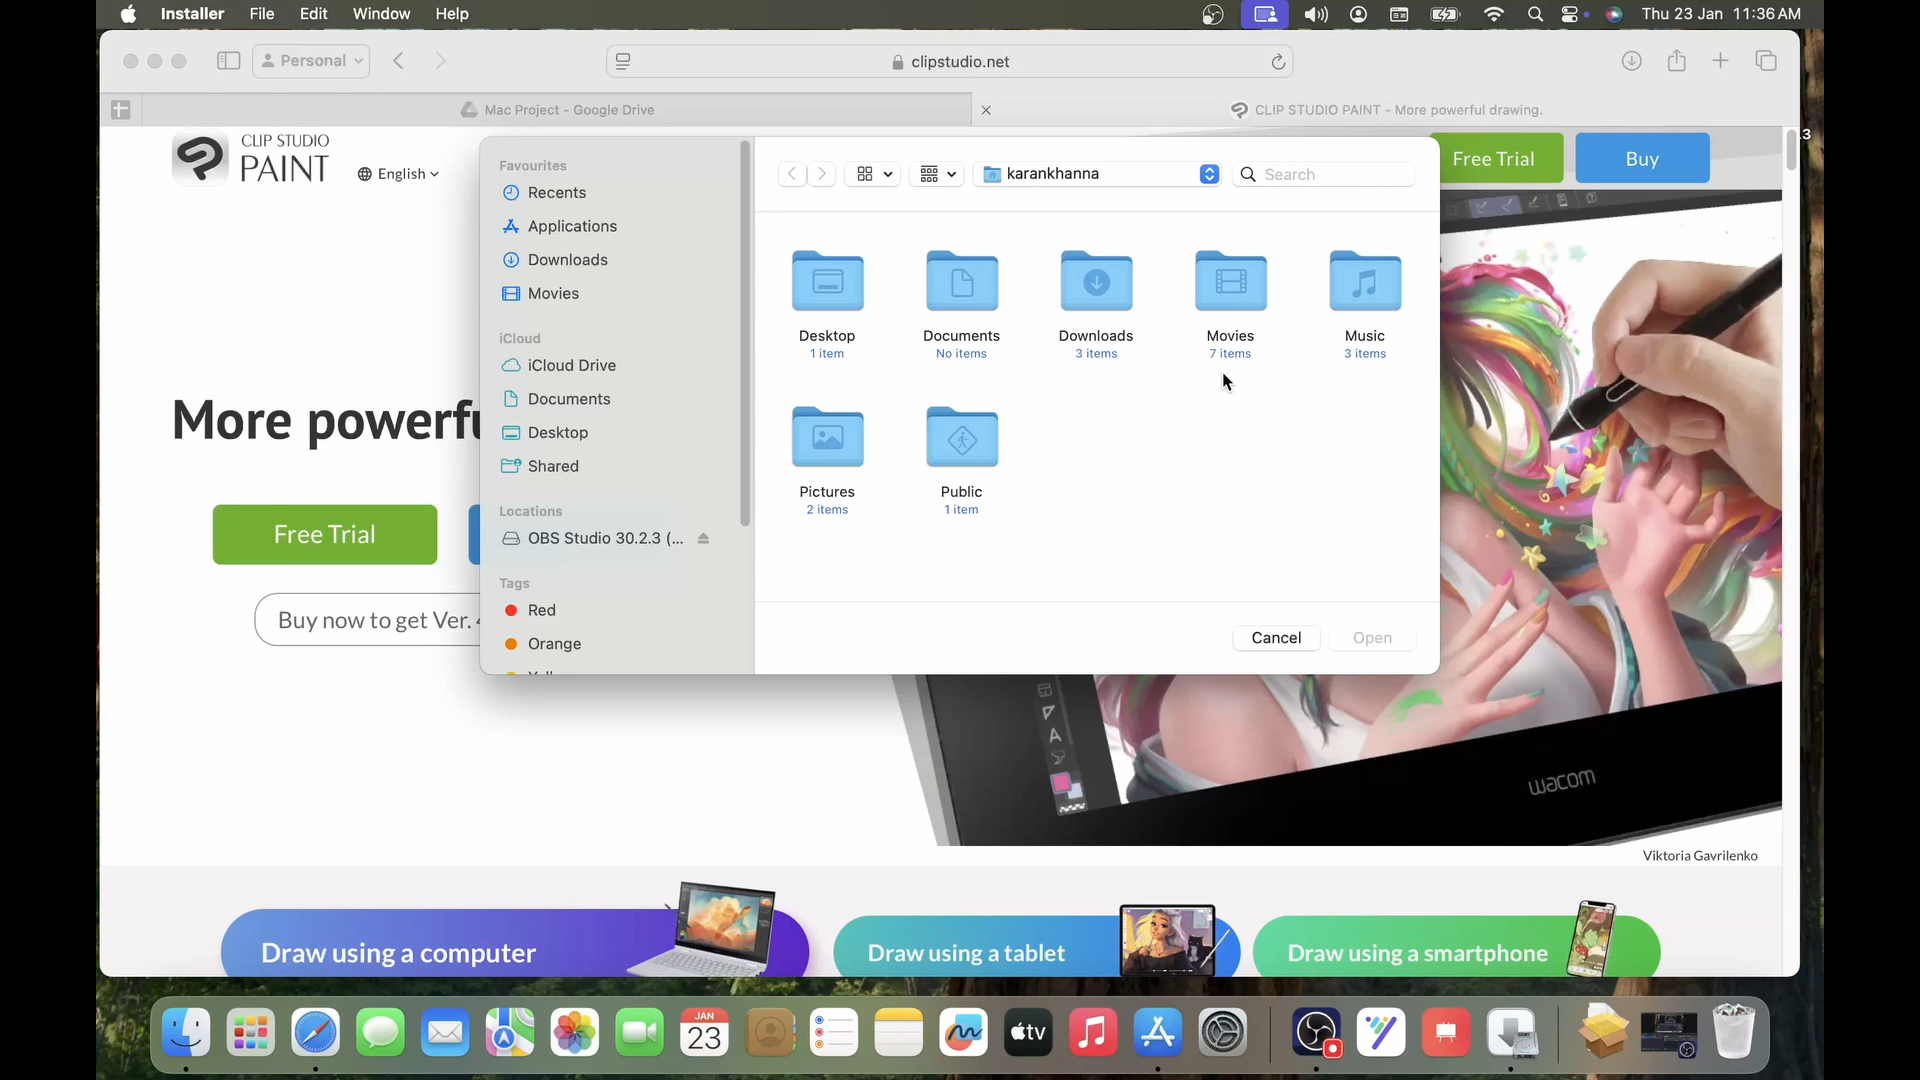 Installer File Edit Window Help
Thu 23 Jan 11:36 AM
Personal
clipstudio.net
Mac Project - Google Drive
CLIP STUDIO PAINT - More powerful drawing.
CLIP STUDIO
PAINT
English
Free Trial
Buy
.3
More powerfu
Free Trial
Buy now to get Ver. 4
Favourites
Recents
Applications
Downloads
Movies
iCloud
iCloud Drive
Documents
Desktop
Shared
Locations
OBS Studio 30.2.3 (...
Tags
Red
Orange
karankhanna
Search
Desktop
1 item
Documents
No items
Downloads
3 items
Movies
7 items
Music
3 items
Pictures
2 items
Public
1 item
Cancel
Open
wacom
Viktoria Gavrilenko
Draw using a computer
Draw using a tablet
Draw using a smartphone
JAN
23
tv